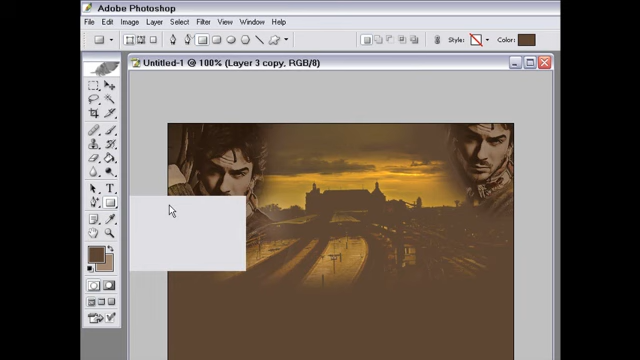 Adobe Photoshop
File Edit Image Layer Select Filter View Window Help
Style: Color:
Untitled-1 @ 100% (Layer 3 copy, RGB/8)
T